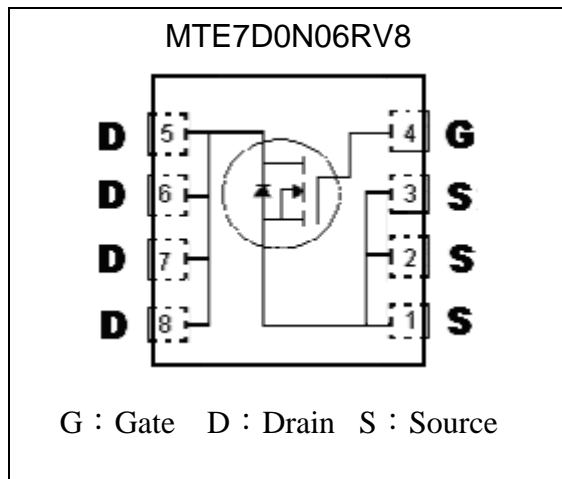 MTE7D0N06RV8
D 5 4 G
D 6 3 S
D 7 2 S
D 8 1 S
G：Gate D：Drain S：Source